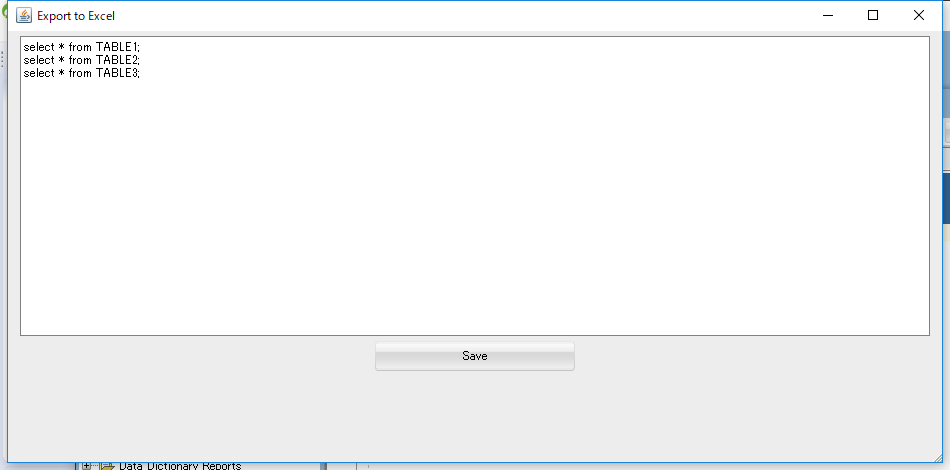 Export to Excel
select * from TABLE1;
select * from TABLE2;
select * from TABLE3;
Save
Data Dictionary Reports